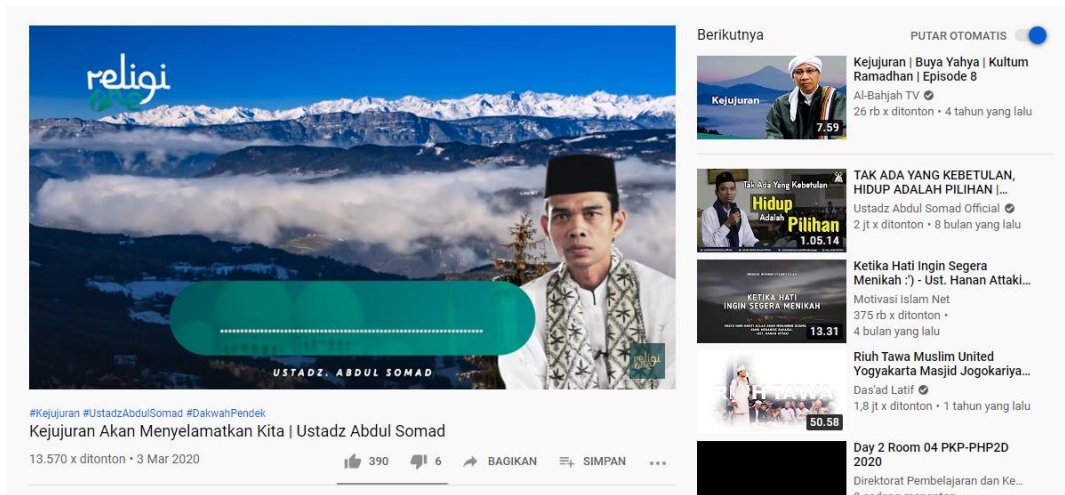 religi
one
USTADZ. ABDUL SOMAD
religi
one
#Kejujuran #UstadzAbdulSomad #DakwahPendek
Kejujuran Akan Menyelamatkan Kita | Ustadz Abdul Somad
13.570 x ditonton • 3 Mar 2020
390
6
BAGIKAN
SIMPAN
Berikutnya
PUTAR OTOMATIS
Kejujuran
7.59
Kejujuran | Buya Yahya | Kultum
Ramadhan | Episode 8
Al-Bahjah TV
26 rb x ditonton • 4 tahun yang lalu
Tak Ada Yang Kebetulan
Hidup
Adalah
Pilihan
1.05.14
TAK ADA YANG KEBETULAN,
HIDUP ADALAH PILIHAN |...
Ustadz Abdul Somad Official
2 jt x ditonton • 8 bulan yang lalu
KETIKA HATI
INGIN SEGERA MENIKAH
13.31
Ketika Hati Ingin Segera
Menikah :') - Ust. Hanan Attaki...
Motivasi Islam Net
375 rb x ditonton •
4 bulan yang lalu
RIUH TAWA
50.58
Riuh Tawa Muslim United
Yogyakarta Masjid Jogokariya...
Das'ad Latif
1,8 jt x ditonton • 1 tahun yang lalu
Day 2 Room 04 PKP-PHP2D
2020
Direktorat Pembelajaran dan Ke...